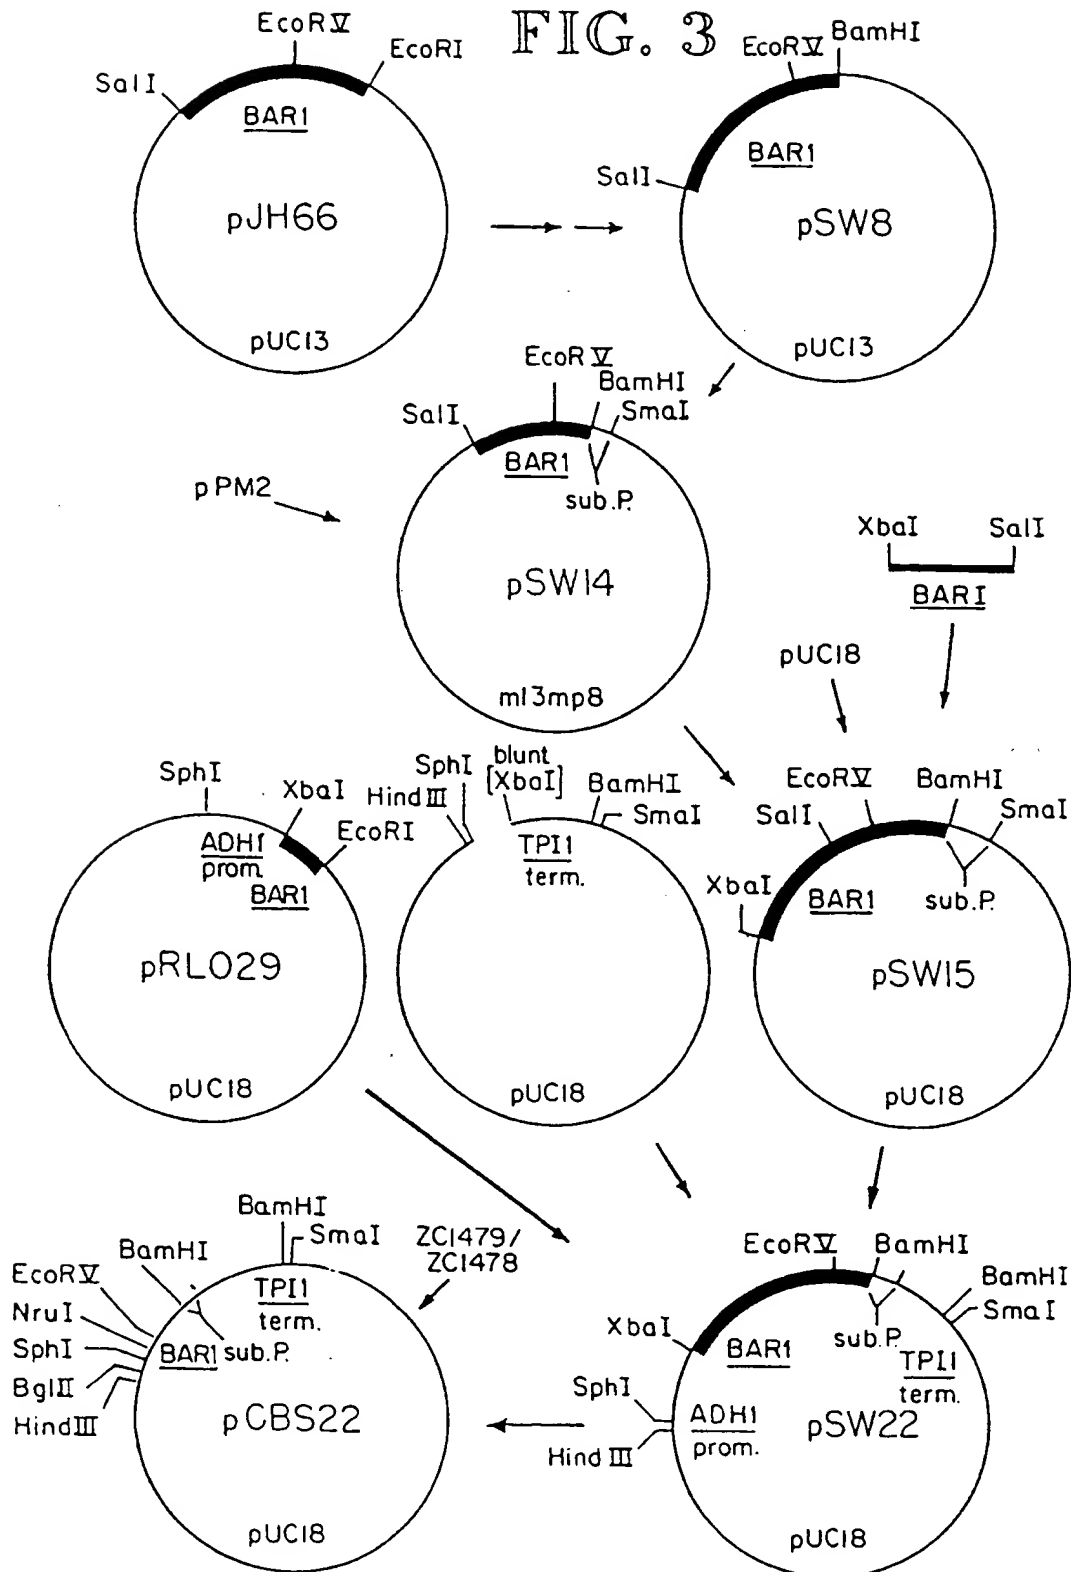 FIG. 3
EcoRV
EcoRI
SalI
BAR1
pJH66
pUC13
EcoRV
BamHI
BAR1
SalI
pSW8
pUC13
EcoRV
BamHI
SmaI
SalI
BAR1
sub.P.
pPM2
pSW14
m13mp8
XbaI
SalI
BARI
pUC18
SphI
XbaI
EcoRI
ADH1
prom.
BAR1
pRLO29
pUC18
SphI
HindIII
blunt
[XbaI]
BamHI
SmaI
TPI1
term.
pUC18
EcoRV
BamHI
SalI
SmaI
XbaI
BAR1
sub.P.
pSW15
pUC18
BamHI
SmaI
BamHI
EcoRV
NruI
SphI
BglII
HindIII
TPI1
term.
BAR1
sub.P.
pCBS22
pUC18
ZC1479/
ZC1478
EcoRV
BamHI
BamHI
SmaI
XbaI
BAR1
sub.P.
TPI1
term.
SphI
HindIII
ADH1
prom.
pSW22
pUC18